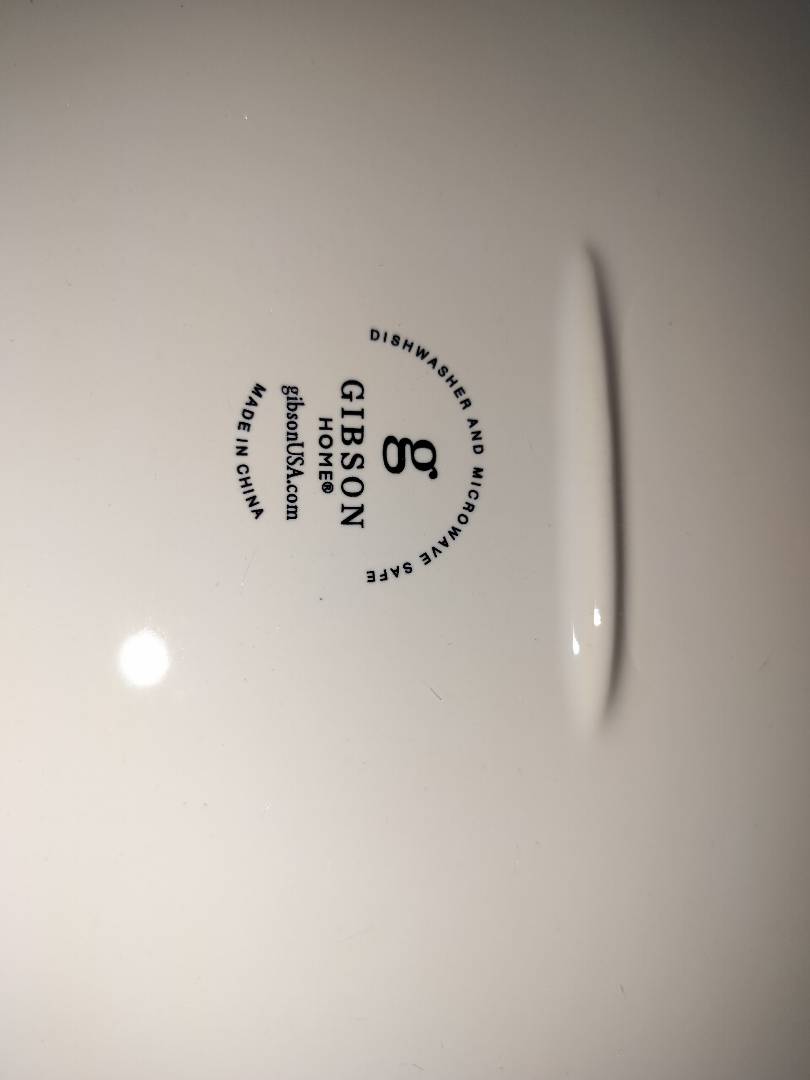 DISHWASHER AND MICROWAVE SAFE
g
GIBSON
HOME®
gibsonUSA.com
MADE IN CHINA